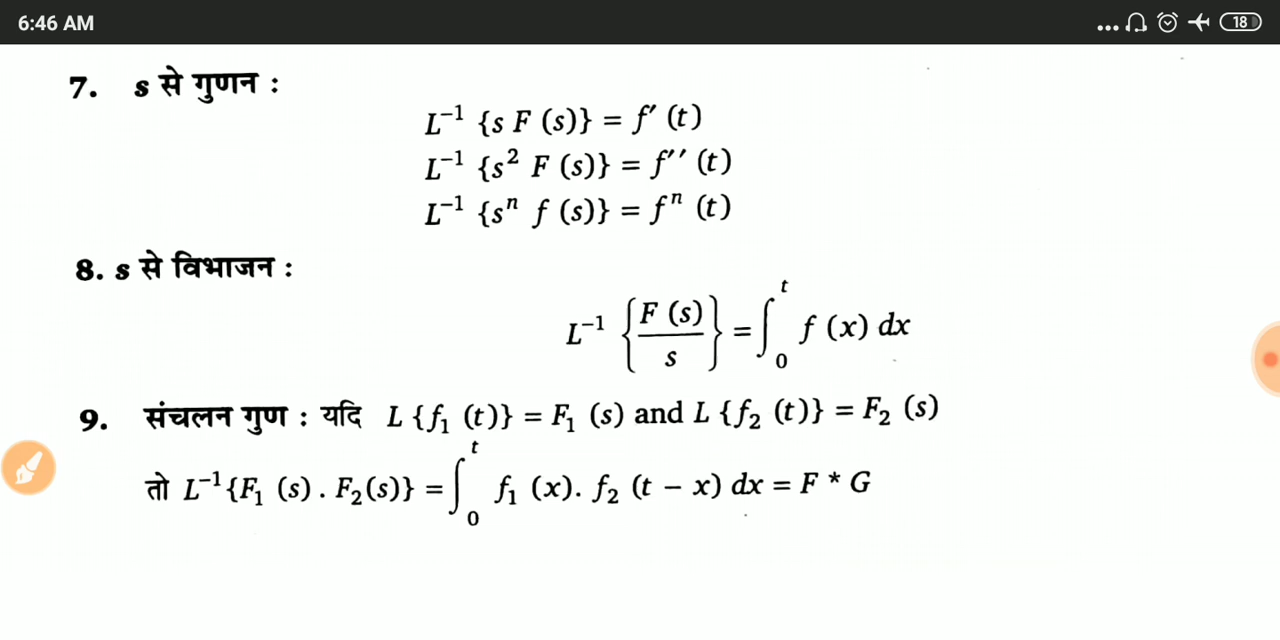 6:46 AM
18
7. s से गुणन :
L⁻¹ {s F (s)} = f′ (t)
L⁻¹ {s² F (s)} = f′′ (t)
L⁻¹ {sⁿ f (s)} = fⁿ (t)
8. s से विभाजन :
L⁻¹ {F (s) / s} = ∫₀ᵗ f (x) dx
9. संचलन गुण : यदि L {f₁ (t)} = F₁ (s) and L {f₂ (t)} = F₂ (s)
तो L⁻¹{F₁ (s) . F₂(s)} = ∫₀ᵗ f₁ (x). f₂ (t − x) dx = F * G